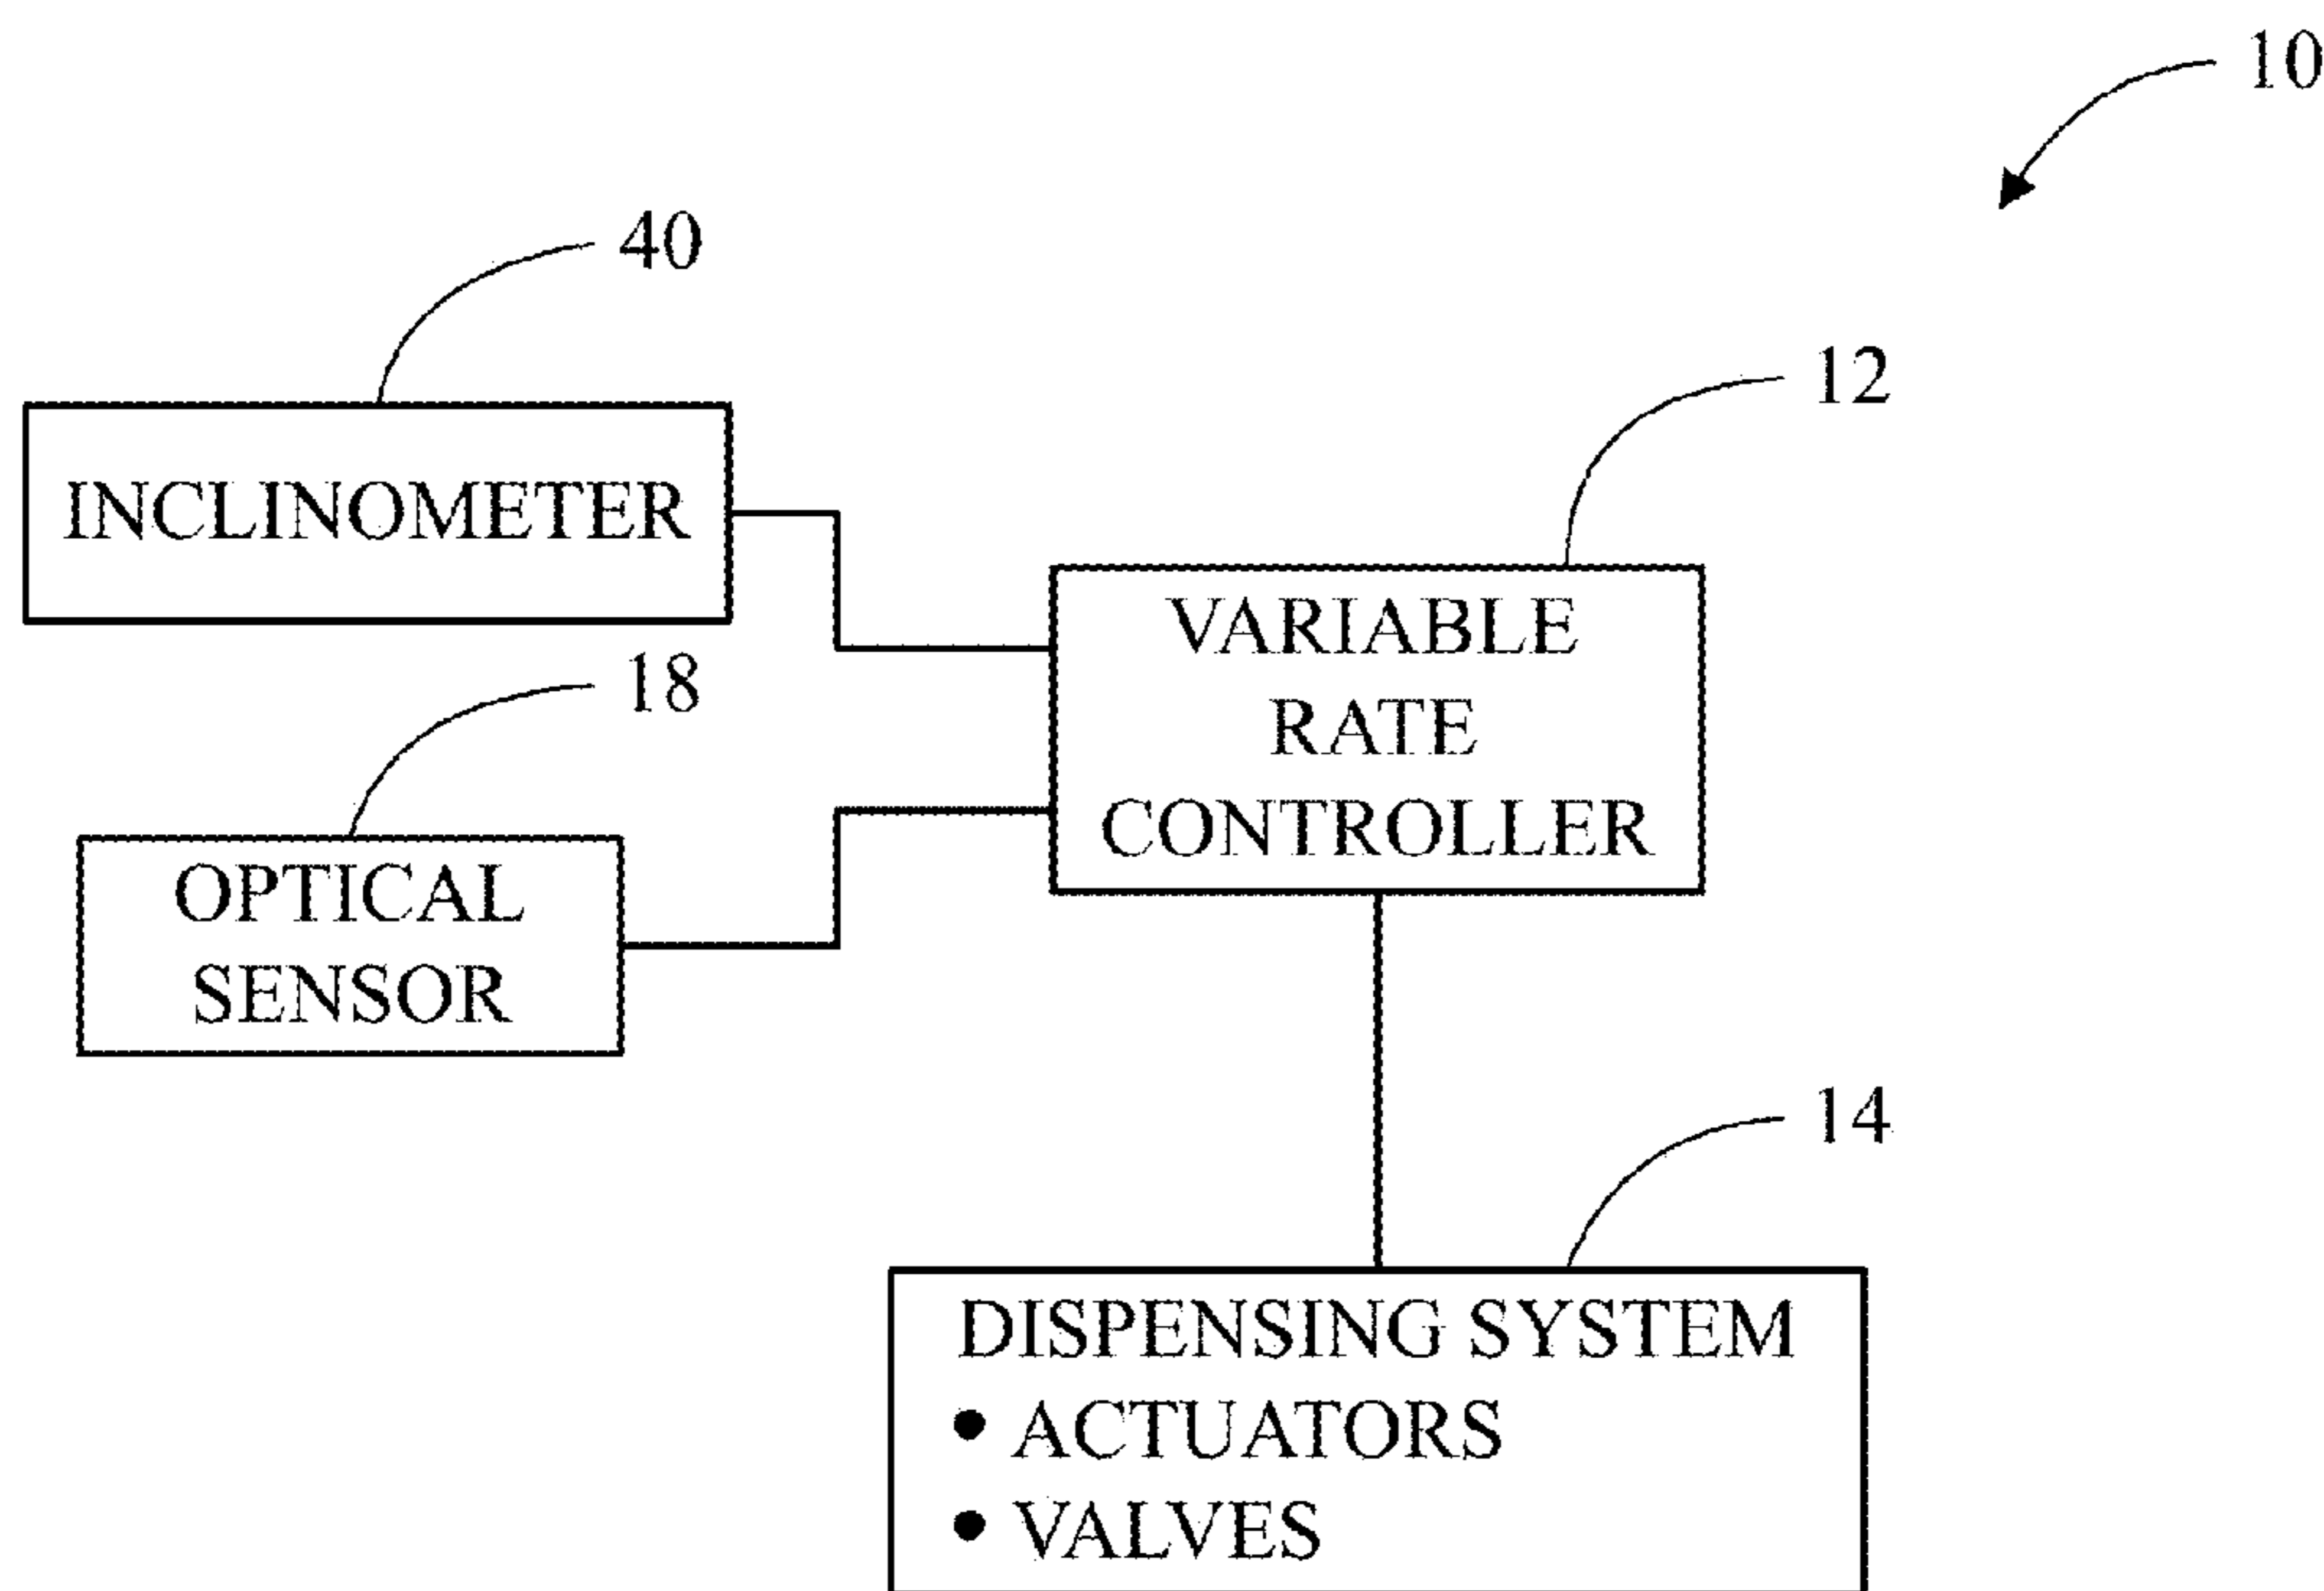 10
40
12
INCLINOMETER
VARIABLE
RATE
CONTROLLER
18
OPTICAL
SENSOR
14
DISPENSING SYSTEM
• ACTUATORS
• VALVES